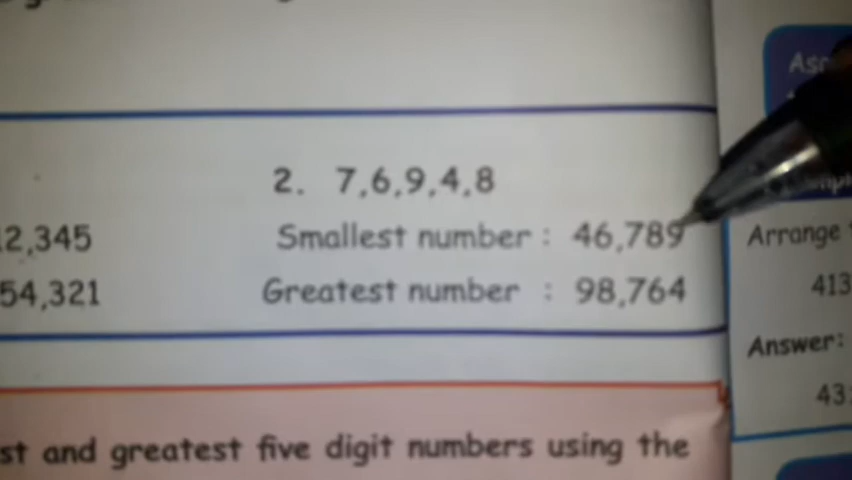 2. 7,6,9,4,8
12,345
Smallest number : 46,789
54,321
Greatest number : 98,764
st and greatest five digit numbers using the
Arrange
413
Answer:
43